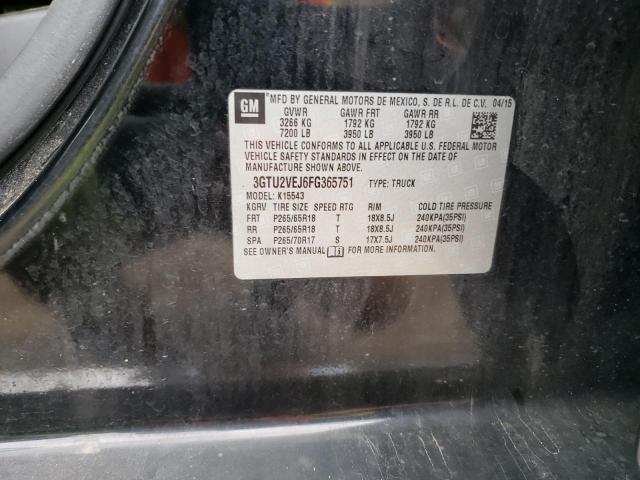 GM
MFD BY GENERAL MOTORS DE MEXICO, S. DE R.L. DE C.V. 04/15
GVWR GAWR FRT GAWR RR
3266 KG 1792 KG 1792 KG
7200 LB 3950 LB 3950 LB
THIS VEHICLE CONFORMS TO ALL APPLICABLE U.S. FEDERAL MOTOR
VEHICLE SAFETY STANDARDS IN EFFECT ON THE DATE OF
MANUFACTURE SHOWN ABOVE.
3GTU2VEJ6FG365751 TYPE: TRUCK
MODEL: K15543
KGRV TIRE SIZE SPEED RTG RIM COLD TIRE PRESSURE
FRT P265/65R18 T 18X8.5J 240KPA(35PSI)
RR P265/65R18 T 18X8.5J 240KPA(35PSI)
SPA P265/70R17 S 17X7.5J 240KPA(35PSI)
SEE OWNER'S MANUAL FOR MORE INFORMATION.